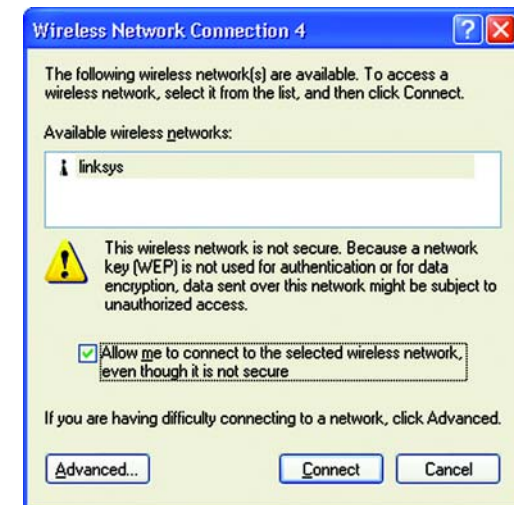 Wireless Network Connection 4
The following wireless network(s) are available. To access a
wireless network, select it from the list, and then click Connect.
Available wireless networks:
linksys
This wireless network is not secure. Because a network
key (WEP) is not used for authentication or for data
encryption, data sent over this network might be subject to
unauthorized access.
Allow me to connect to the selected wireless network,
even though it is not secure
If you are having difficulty connecting to a network, click Advanced.
Advanced... Connect Cancel